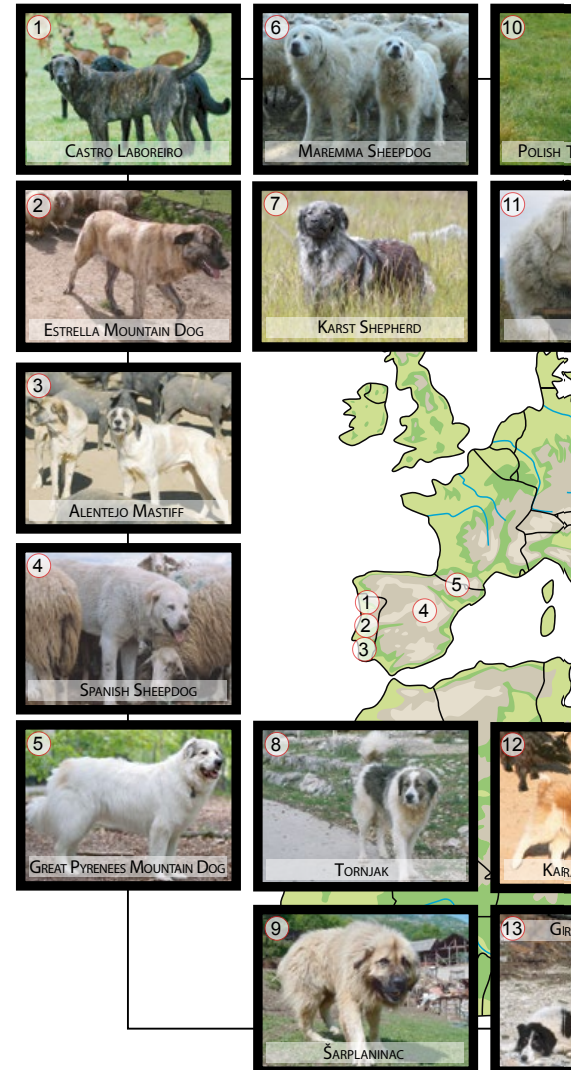 1
CASTRO LABOREIRO
6
MAREMMA SHEEPDOG
10
POLISH T
2
ESTRELLA MOUNTAIN DOG
7
KARST SHEPHERD
11
3
ALENTEJO MASTIFF
4
SPANISH SHEEPDOG
5
1
4
2
3
5
GREAT PYRENEES MOUNTAIN DOG
8
TORNJAK
12
9
ŠARPLANINAC
13
GIR